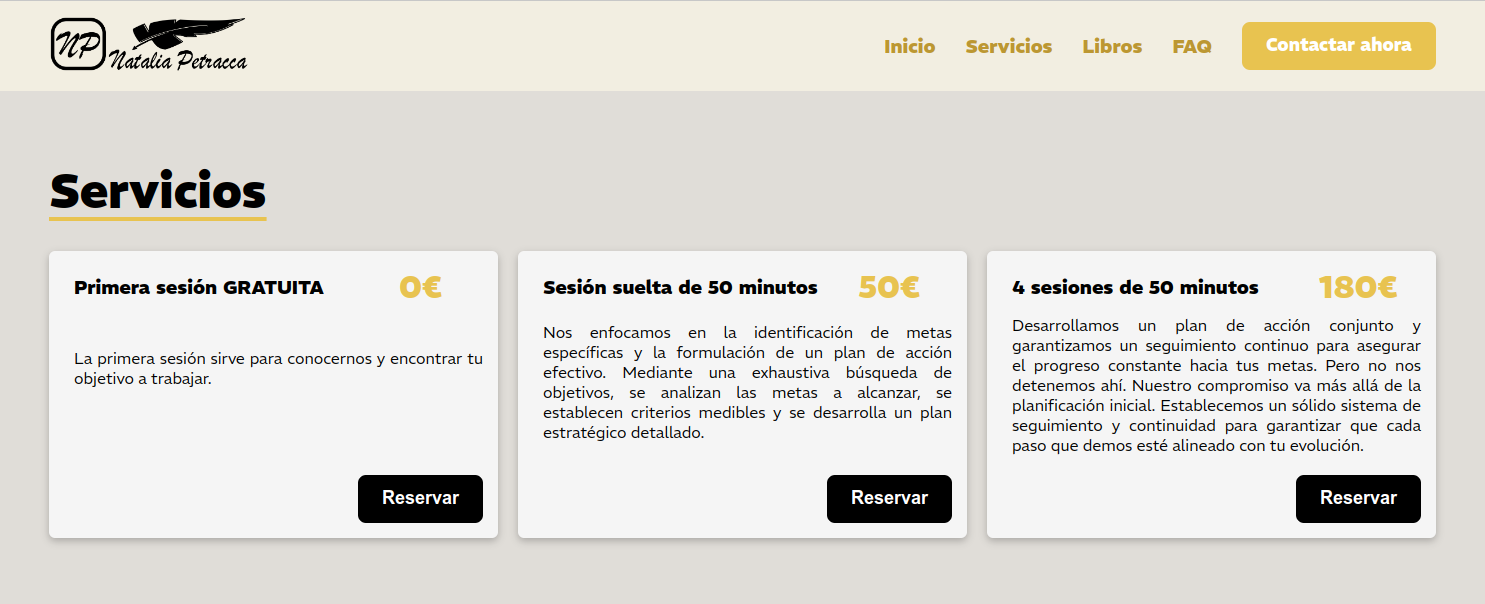 NP Natalia Petracca
Inicio Servicios Libros FAQ Contactar ahora
Servicios
Primera sesión GRATUITA 0€
La primera sesión sirve para conocernos y encontrar tu
objetivo a trabajar.
Reservar
Sesión suelta de 50 minutos 50€
Nos enfocamos en la identificación de metas
específicas y la formulación de un plan de acción
efectivo. Mediante una exhaustiva búsqueda de
objetivos, se analizan las metas a alcanzar, se
establecen criterios medibles y se desarrolla un plan
estratégico detallado.
Reservar
4 sesiones de 50 minutos 180€
Desarrollamos un plan de acción conjunto y
garantizamos un seguimiento continuo para asegurar
el progreso constante hacia tus metas. Pero no nos
detenemos ahí. Nuestro compromiso va más allá de la
planificación inicial. Establecemos un sólido sistema de
seguimiento y continuidad para garantizar que cada
paso que demos esté alineado con tu evolución.
Reservar